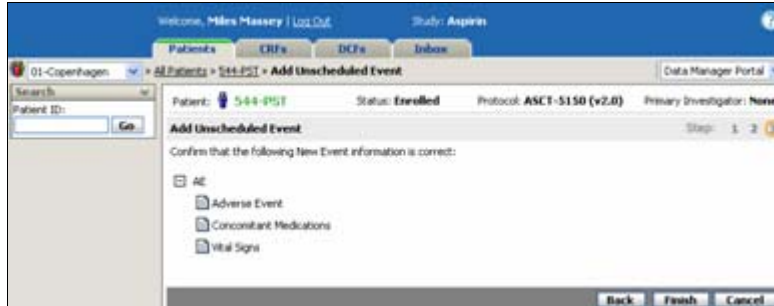 Welcome, Miles Massey | Log Out Study: Aspirin
Patients CRFs DCFs Inbox
01-Copenhagen » All Patients » 544-PST » Add Unscheduled Event Data Manager Portal
Search
Patient ID:
Go
Patient: 544-PST Status: Enrolled Protocol: ASCT-5150 (v2.0) Primary Investigator: None
Add Unscheduled Event Step: 1 2
Confirm that the following New Event information is correct:
AE
Adverse Event
Concomitant Medications
Vital Signs
Back Finish Cancel